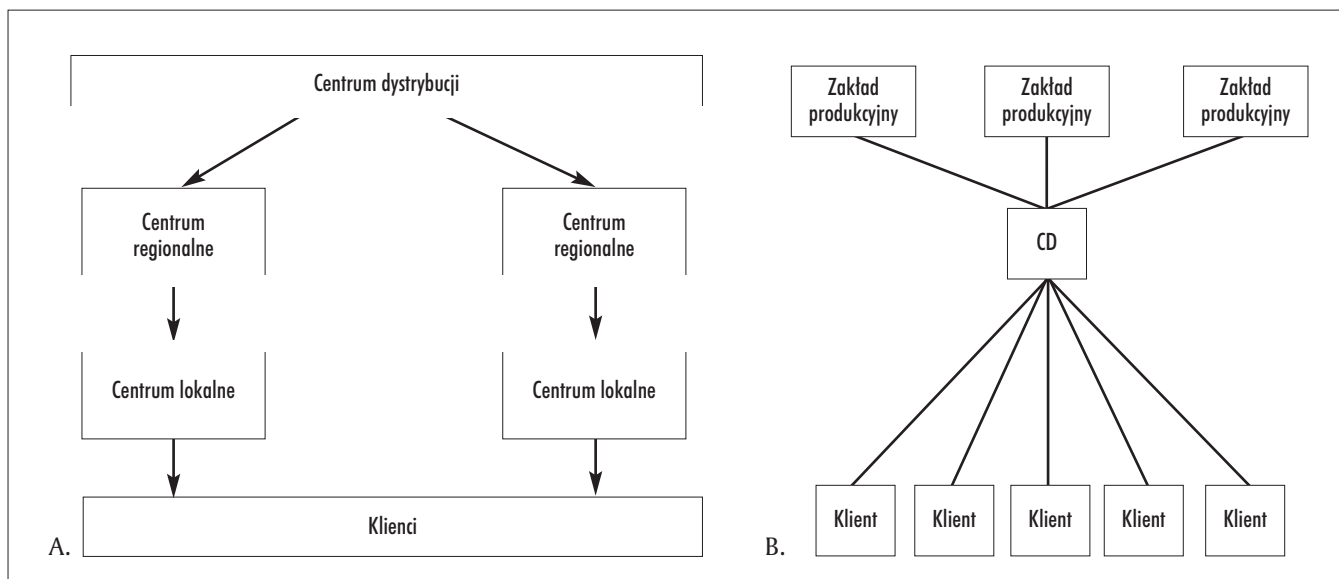 Centrum dystrybucji
Centrum
regionalne
Centrum
regionalne
Centrum lokalne
Centrum lokalne
Klienci
A.
Zakład
produkcyjny
Zakład
produkcyjny
Zakład
produkcyjny
CD
Klient
Klient
Klient
Klient
Klient
B.